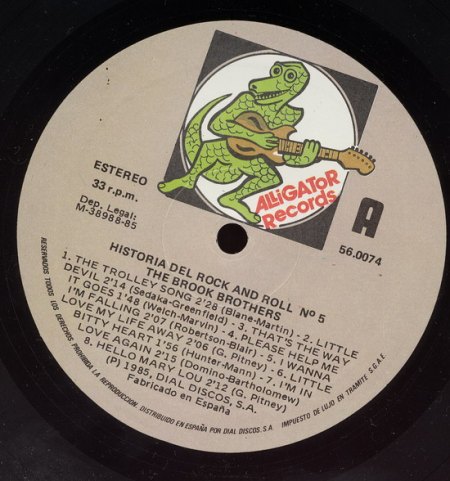 ALLiGAToR
Records
ESTEREO
33 r.p.m.
Dep. Legal:
M-38988-85
A
56.0074
HISTORIA DEL ROCK AND ROLL Nº 5
THE BROOK BROTHERS
1. THE TROLLEY SONG 2'28 (Blane-Martin) - 2. LITTLE
DEVIL 2'14 (Sedaka-Greenfield) - 3. THAT'S THE WAY
IT GOES 1'48 (Welch-Marvin) - 4. PLEASE HELP ME
I'M FALLING 2'07 (Robertson-Blair) - 5. I WANNA
LOVE MY LIFE AWAY 2'06 (G. Pitney) - 6. LITTLE
BITTY HEART 1'56 (Hunter-Mann) - 7. I'M IN
LOVE AGAIN 2'15 (Domino-Bartholomew)
8. HELLO MARY LOU 2'12 (G. Pitney)
(P) 1985, DIAL DISCOS, S.A.
Fabricado en España
RESERVADOS TODOS LOS DERECHOS. PROHIBIDA LA REPRODUCCION. DISTRIBUIDO EN ESPAÑA POR DIAL DISCOS, S.A. IMPUESTO DE LUJO EN TRAMITE S.G.A.E.